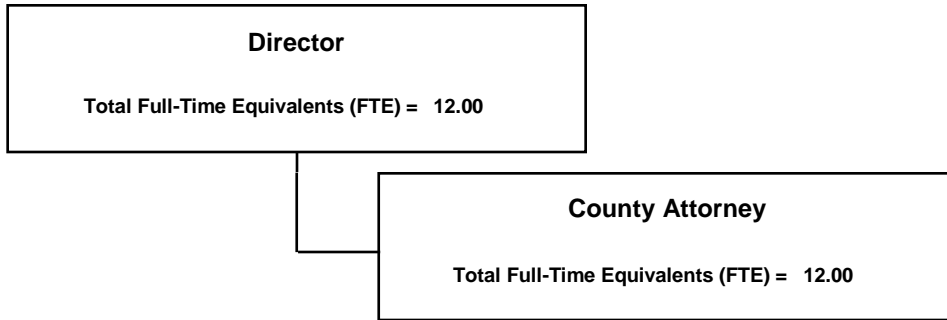 Director
Total Full-Time Equivalents (FTE) = 12.00
County Attorney
Total Full-Time Equivalents (FTE) = 12.00